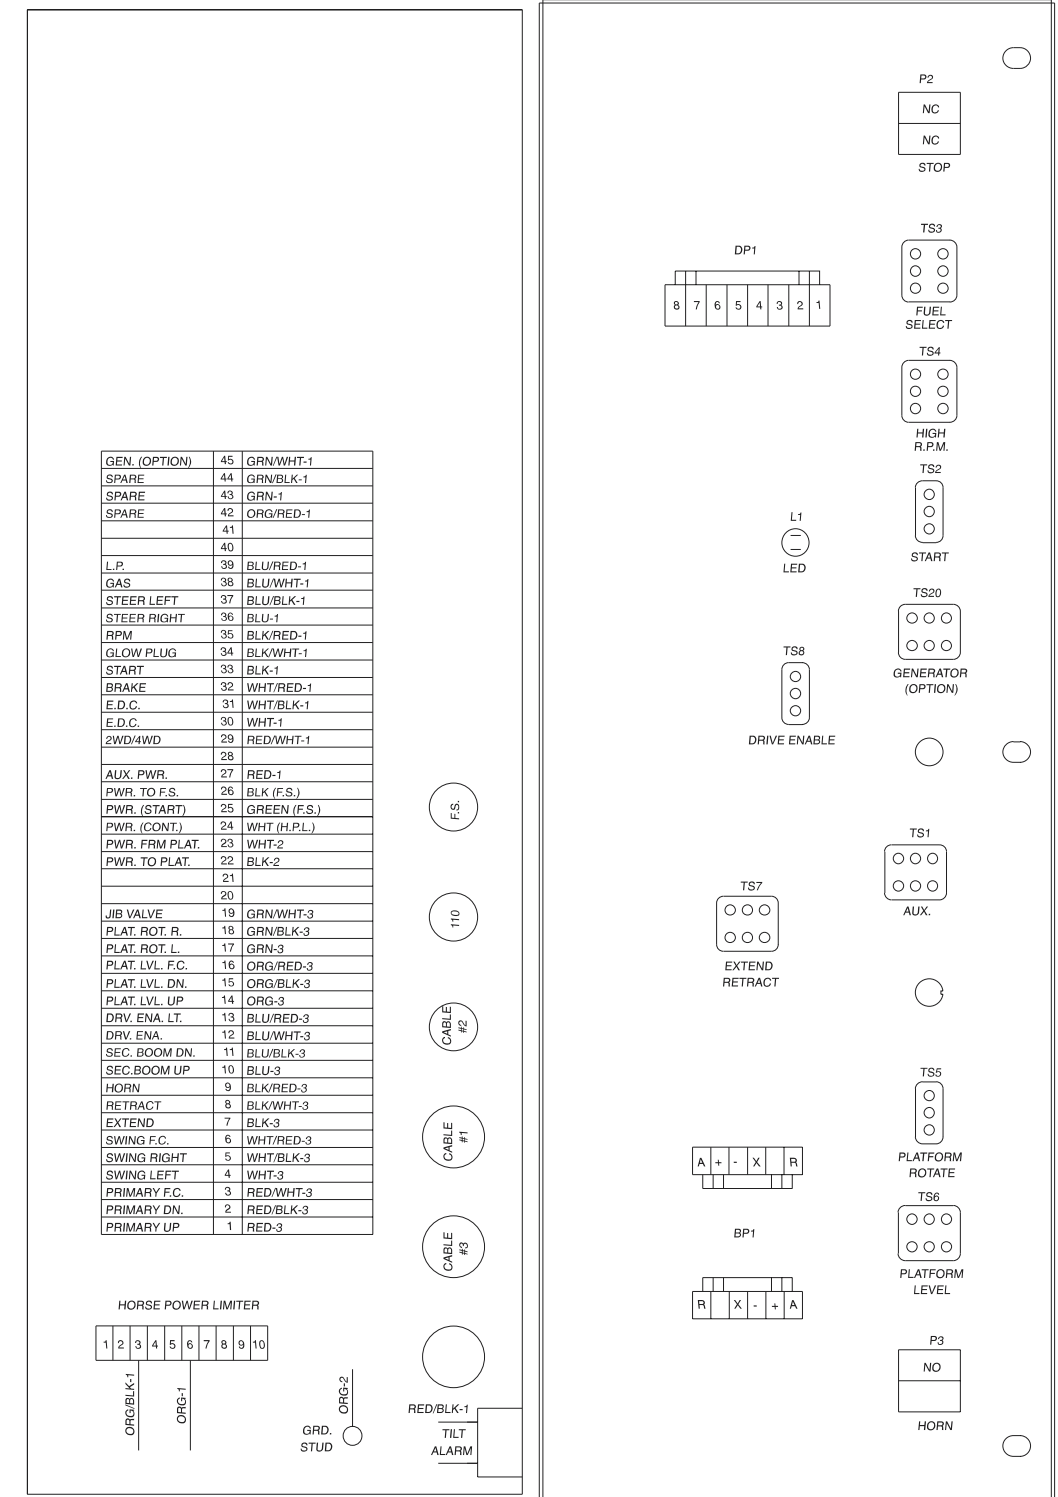 GEN. (OPTION) 45 GRN/WHT-1
SPARE 44 GRN/BLK-1
SPARE 43 GRN-1
SPARE 42 ORG/RED-1
41
40
L.P. 39 BLU/RED-1
GAS 38 BLU/WHT-1
STEER LEFT 37 BLU/BLK-1
STEER RIGHT 36 BLU-1
RPM 35 BLK/RED-1
GLOW PLUG 34 BLK/WHT-1
START 33 BLK-1
BRAKE 32 WHT/RED-1
E.D.C. 31 WHT/BLK-1
E.D.C. 30 WHT-1
2WD/4WD 29 RED/WHT-1
28
AUX. PWR. 27 RED-1
PWR. TO F.S. 26 BLK (F.S.)
PWR. (START) 25 GREEN (F.S.)
PWR. (CONT.) 24 WHT (H.P.L.)
PWR. FRM PLAT. 23 WHT-2
PWR. TO PLAT. 22 BLK-2
21
20
JIB VALVE 19 GRN/WHT-3
PLAT. ROT. R. 18 GRN/BLK-3
PLAT. ROT. L. 17 GRN-3
PLAT. LVL. F.C. 16 ORG/RED-3
PLAT. LVL. DN. 15 ORG/BLK-3
PLAT. LVL. UP 14 ORG-3
DRV. ENA. LT. 13 BLU/RED-3
DRV. ENA. 12 BLU/WHT-3
SEC. BOOM DN. 11 BLU/BLK-3
SEC.BOOM UP 10 BLU-3
HORN 9 BLK/RED-3
RETRACT 8 BLK/WHT-3
EXTEND 7 BLK-3
SWING F.C. 6 WHT/RED-3
SWING RIGHT 5 WHT/BLK-3
SWING LEFT 4 WHT-3
PRIMARY F.C. 3 RED/WHT-3
PRIMARY DN. 2 RED/BLK-3
PRIMARY UP 1 RED-3
F.S.
110
CABLE
#2
CABLE
#1
CABLE
#3
HORSE POWER LIMITER
1 2 3 4 5 6 7 8 9 10
ORG/BLK-1
ORG-1
ORG-2
GRD.
STUD
RED/BLK-1
TILT
ALARM
P2
NC
NC
STOP
TS3
FUEL
SELECT
DP1
8 7 6 5 4 3 2 1
TS4
HIGH
R.P.M.
TS2
START
L1
LED
TS20
GENERATOR
(OPTION)
TS8
DRIVE ENABLE
TS1
AUX.
TS7
EXTEND
RETRACT
TS5
PLATFORM
ROTATE
A + - X R
BP1
R X - + A
TS6
PLATFORM
LEVEL
P3
NO
HORN